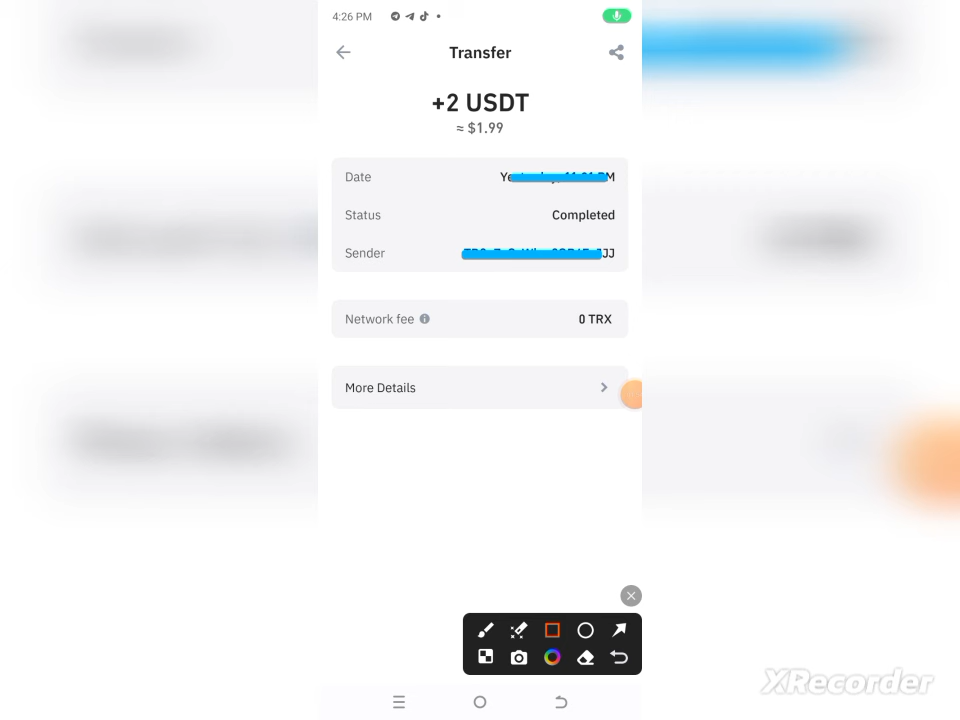 4:26 PM
Transfer
+2 USDT
≈ $1.99
Date
Status Completed
Sender JJJ
Network fee 0 TRX
More Details
XRecorder